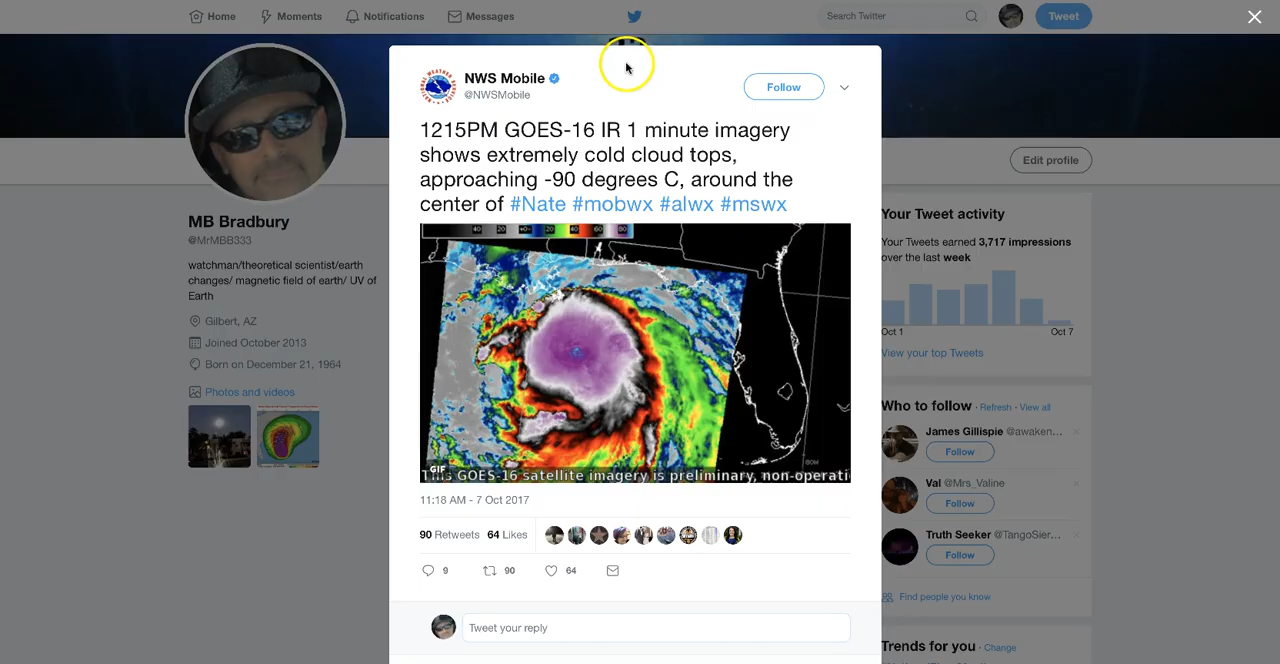 Home
Moments
Notifications
Messages
Search Twitter
Tweet
NWS Mobile
@NWSMobile
Follow
1215PM GOES-16 IR 1 minute imagery
shows extremely cold cloud tops,
approaching -90 degrees C, around the
center of #Nate #mobwx #alwx #mswx
GIF
This GOES-16 satellite imagery is preliminary, non-operati
11:18 AM - 7 Oct 2017
90 Retweets 64 Likes
9
90
64
Tweet your reply
MB Bradbury
@MrMBB333
watchman/theoretical scientist/earth
changes/ magnetic field of earth/ UV of
Earth
Gilbert, AZ
Joined October 2013
Born on December 21, 1964
Photos and videos
Edit profile
Your Tweet activity
Your Tweets earned 3,717 impressions
over the last week
Oct 1
Oct 7
View your top Tweets
Who to follow · Refresh · View all
James Gillispie @awaken...
Follow
Val @Mrs_Valine
Follow
Truth Seeker @TangoSier...
Follow
Find people you know
Trends for you · Change